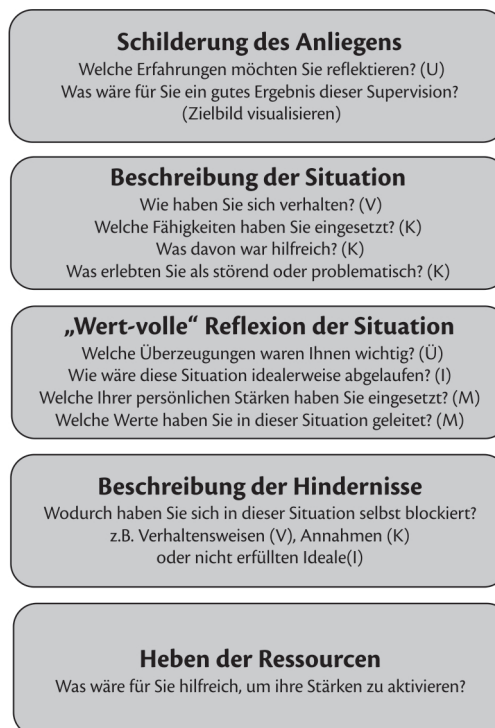 Schilderung des Anliegens
Welche Erfahrungen möchten Sie reflektieren? (U)
Was wäre für Sie ein gutes Ergebnis dieser Supervision?
(Zielbild visualisieren)
Beschreibung der Situation
Wie haben Sie sich verhalten? (V)
Welche Fähigkeiten haben Sie eingesetzt? (K)
Was davon war hilfreich? (K)
Was erlebten Sie als störend oder problematisch? (K)
„Wert-volle“ Reflexion der Situation
Welche Überzeugungen waren Ihnen wichtig? (Ü)
Wie wäre diese Situation idealerweise abgelaufen? (I)
Welche Ihrer persönlichen Stärken haben Sie eingesetzt? (M)
Welche Werte haben Sie in dieser Situation geleitet? (M)
Beschreibung der Hindernisse
Wodurch haben Sie sich in dieser Situation selbst blockiert?
z.B. Verhaltensweisen (V), Annahmen (K)
oder nicht erfüllten Ideale(I)
Heben der Ressourcen
Was wäre für Sie hilfreich, um ihre Stärken zu aktivieren?